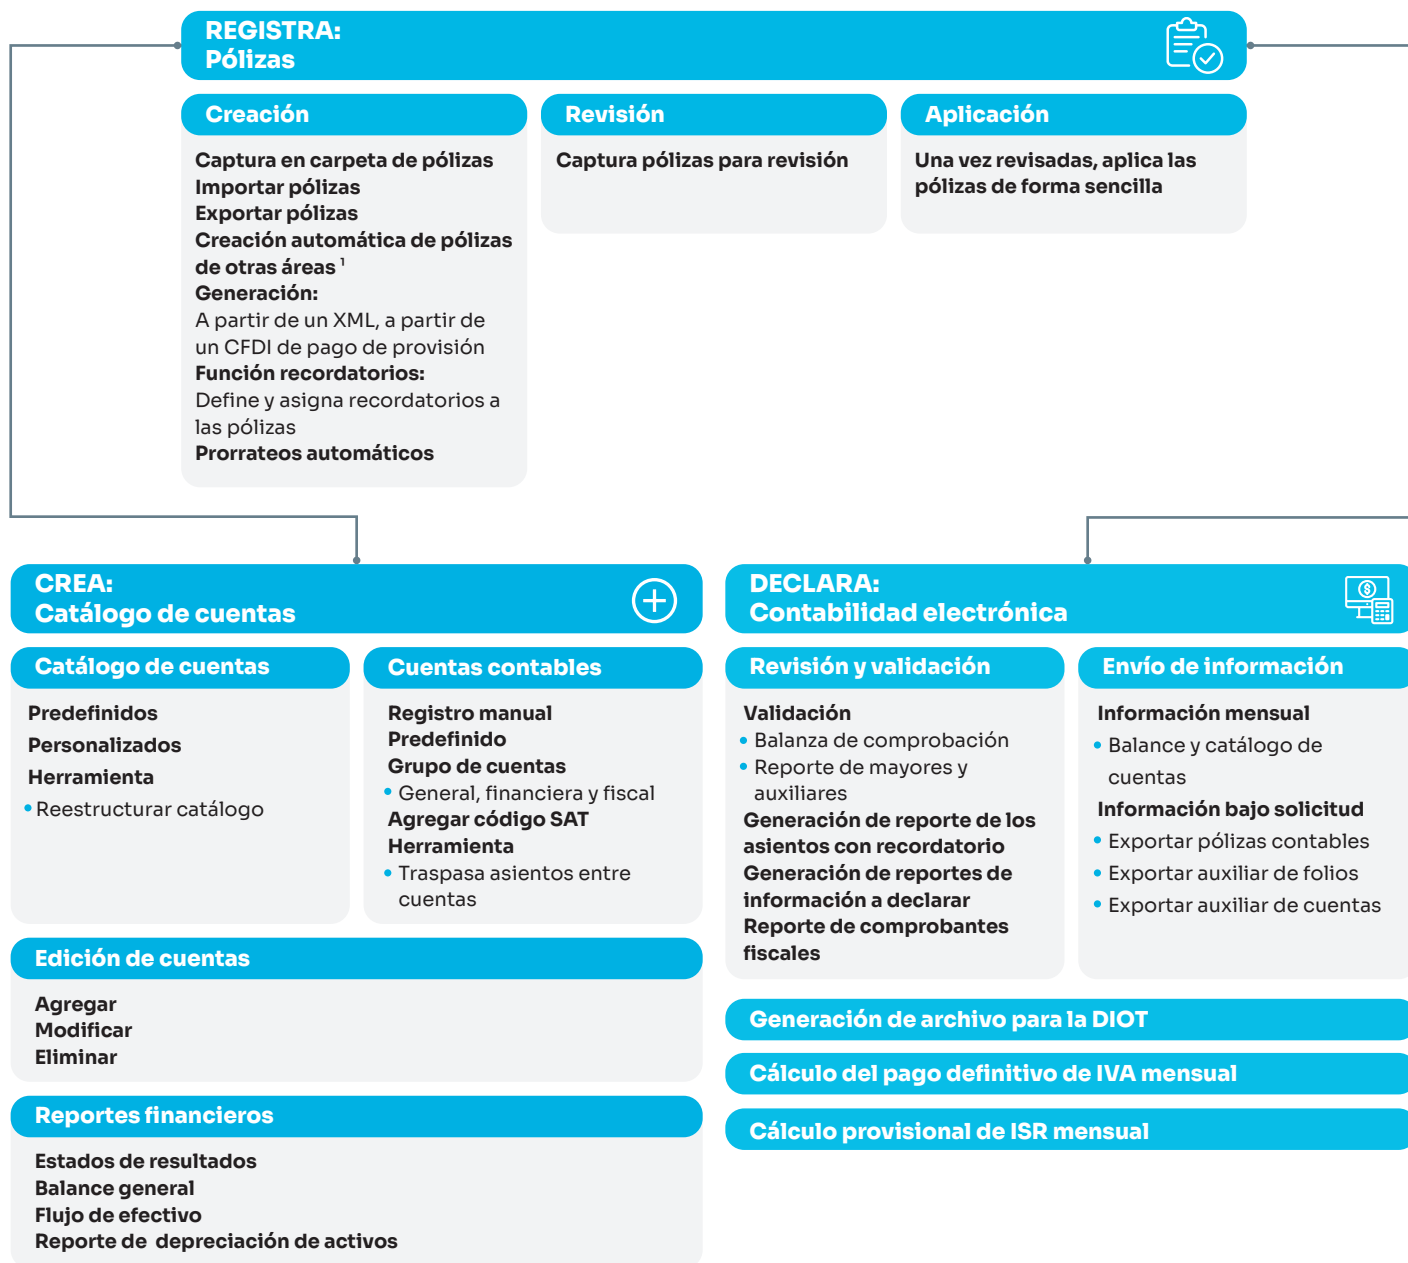 REGISTRA:
Pólizas
Creación
Captura en carpeta de pólizas
Importar pólizas
Exportar pólizas
Creación automática de pólizas
de otras áreas ¹
Generación:
A partir de un XML, a partir de
un CFDI de pago de provisión
Función recordatorios:
Define y asigna recordatorios a
las pólizas
Prorrateos automáticos
Revisión
Captura pólizas para revisión
Aplicación
Una vez revisadas, aplica las
pólizas de forma sencilla
CREA:
Catálogo de cuentas
Catálogo de cuentas
Predefinidos
Personalizados
Herramienta
• Reestructurar catálogo
Cuentas contables
Registro manual
Predefinido
Grupo de cuentas
• General, financiera y fiscal
Agregar código SAT
Herramienta
• Traspasa asientos entre
cuentas
Edición de cuentas
Agregar
Modificar
Eliminar
Reportes financieros
Estados de resultados
Balance general
Flujo de efectivo
Reporte de depreciación de activos
DECLARA:
Contabilidad electrónica
Revisión y validación
Validación
• Balanza de comprobación
• Reporte de mayores y
auxiliares
Generación de reporte de los
asientos con recordatorio
Generación de reportes de
información a declarar
Reporte de comprobantes
fiscales
Envío de información
Información mensual
• Balance y catálogo de
cuentas
Información bajo solicitud
• Exportar pólizas contables
• Exportar auxiliar de folios
• Exportar auxiliar de cuentas
Generación de archivo para la DIOT
Cálculo del pago definitivo de IVA mensual
Cálculo provisional de ISR mensual